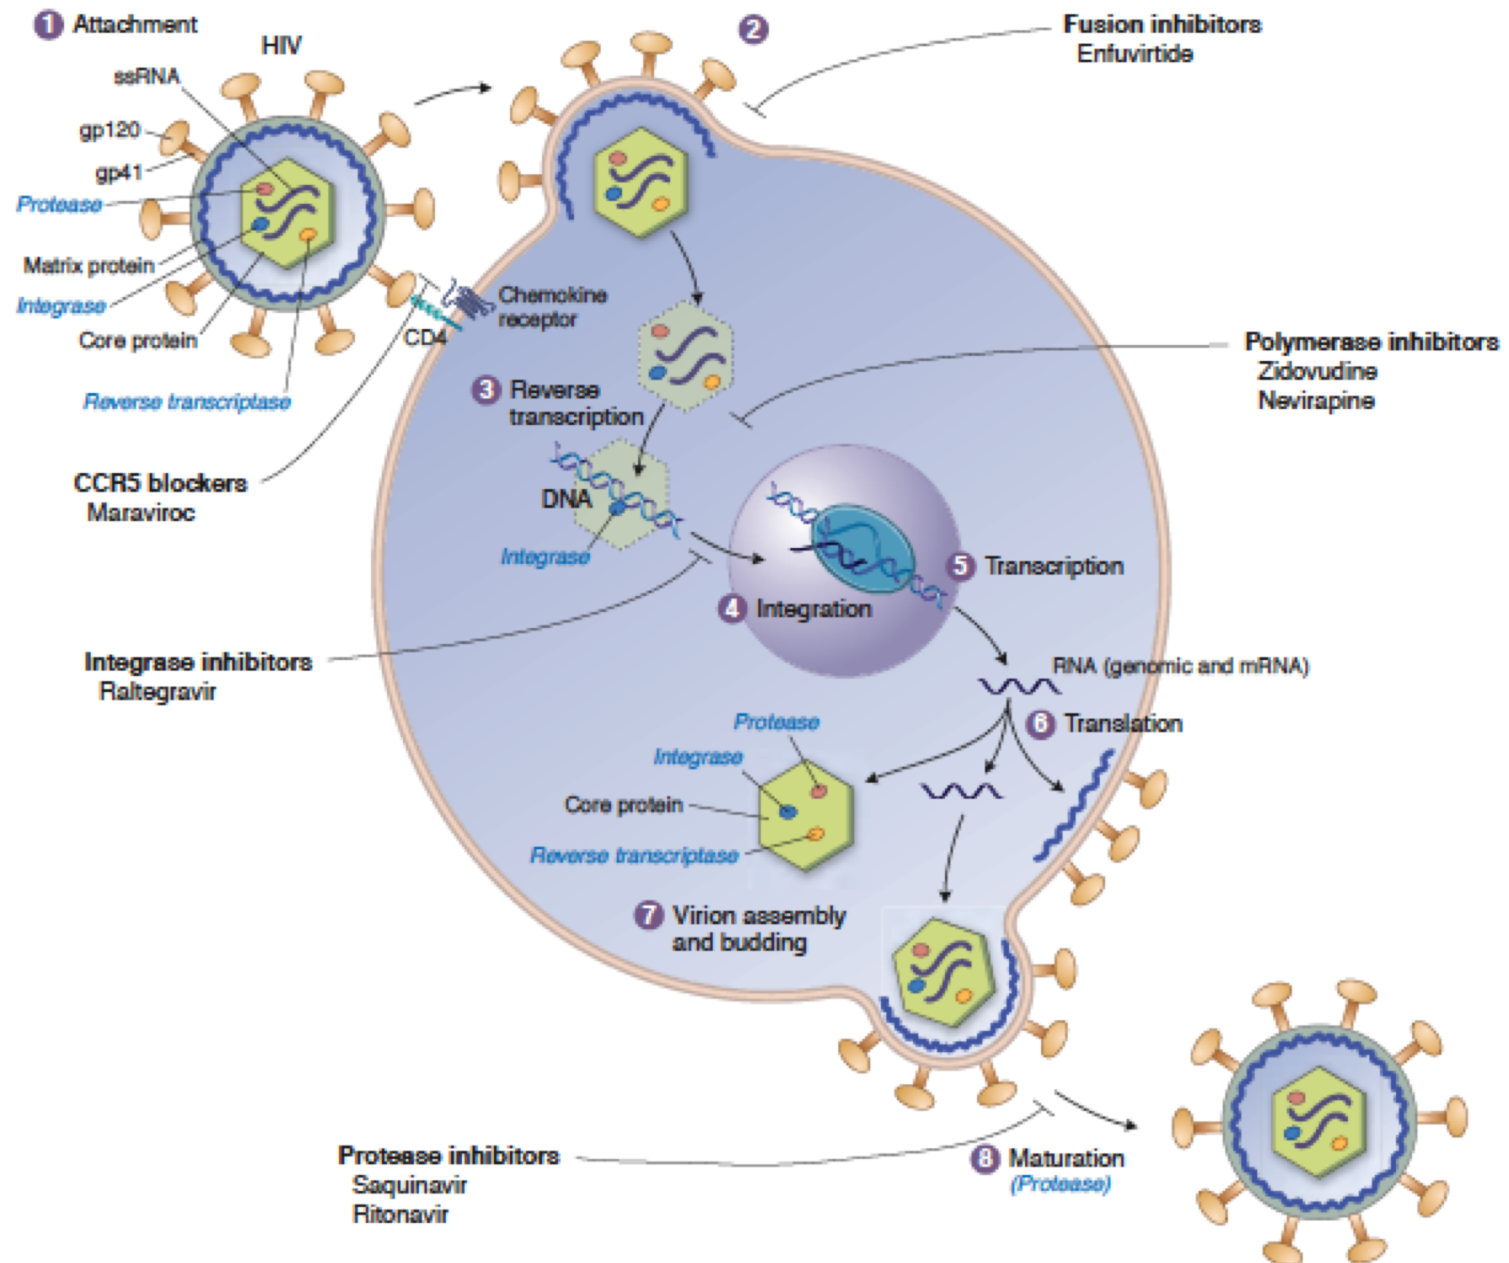 1 Attachment
HIV
ssRNA
gp120
gp41
Protease
Matrix protein
Integrase
Core protein
Reverse transcriptase
CD4
Chemokine
receptor
CCR5 blockers
Maraviroc
2
Fusion inhibitors
Enfuvirtide
3 Reverse
transcription
Polymerase inhibitors
Zidovudine
Nevirapine
DNA
Integrase
Integrase inhibitors
Raltegravir
4 Integration
5 Transcription
RNA (genomic and mRNA)
6 Translation
Protease
Integrase
Core protein
Reverse transcriptase
7 Virion assembly
and budding
Protease inhibitors
Saquinavir
Ritonavir
8 Maturation
(Protease)